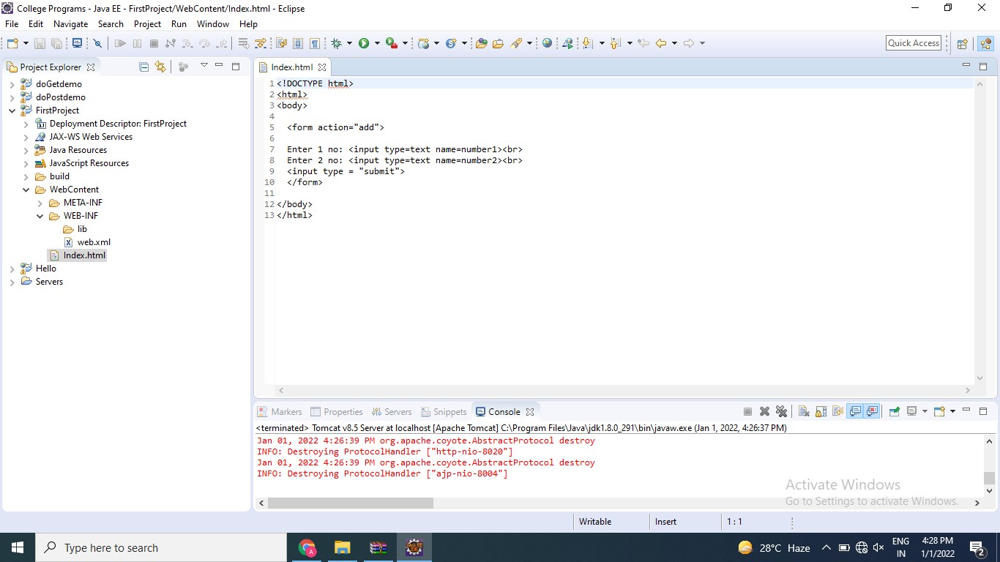 College Programs - Java EE - FirstProject/WebContent/Index.html - Eclipse
File Edit Navigate Search Project Run Window Help
Quick Access
Project Explorer
doGetdemo
doPostdemo
FirstProject
Deployment Descriptor: FirstProject
JAX-WS Web Services
Java Resources
JavaScript Resources
build
WebContent
META-INF
WEB-INF
lib
web.xml
Index.html
Hello
Servers
Index.html
1 <!DOCTYPE html>
2 <html>
3 <body>
4
5 <form action="add">
6
7 Enter 1 no: <input type=text name=number1><br>
8 Enter 2 no: <input type=text name=number2><br>
9 <input type = "submit">
10 </form>
11
12 </body>
13 </html>
Markers Properties Servers Snippets Console
<terminated> Tomcat v8.5 Server at localhost [Apache Tomcat] C:\Program Files\Java\jdk1.8.0_291\bin\javaw.exe (Jan 1, 2022, 4:26:37 PM)
Jan 01, 2022 4:26:39 PM org.apache.coyote.AbstractProtocol destroy
INFO: Destroying ProtocolHandler ["http-nio-8020"]
Jan 01, 2022 4:26:39 PM org.apache.coyote.AbstractProtocol destroy
INFO: Destroying ProtocolHandler ["ajp-nio-8004"]
Activate Windows
Go to Settings to activate Windows.
Writable Insert 1 : 1
Type here to search
28°C Haze
ENG
IN
4:28 PM
1/1/2022
2